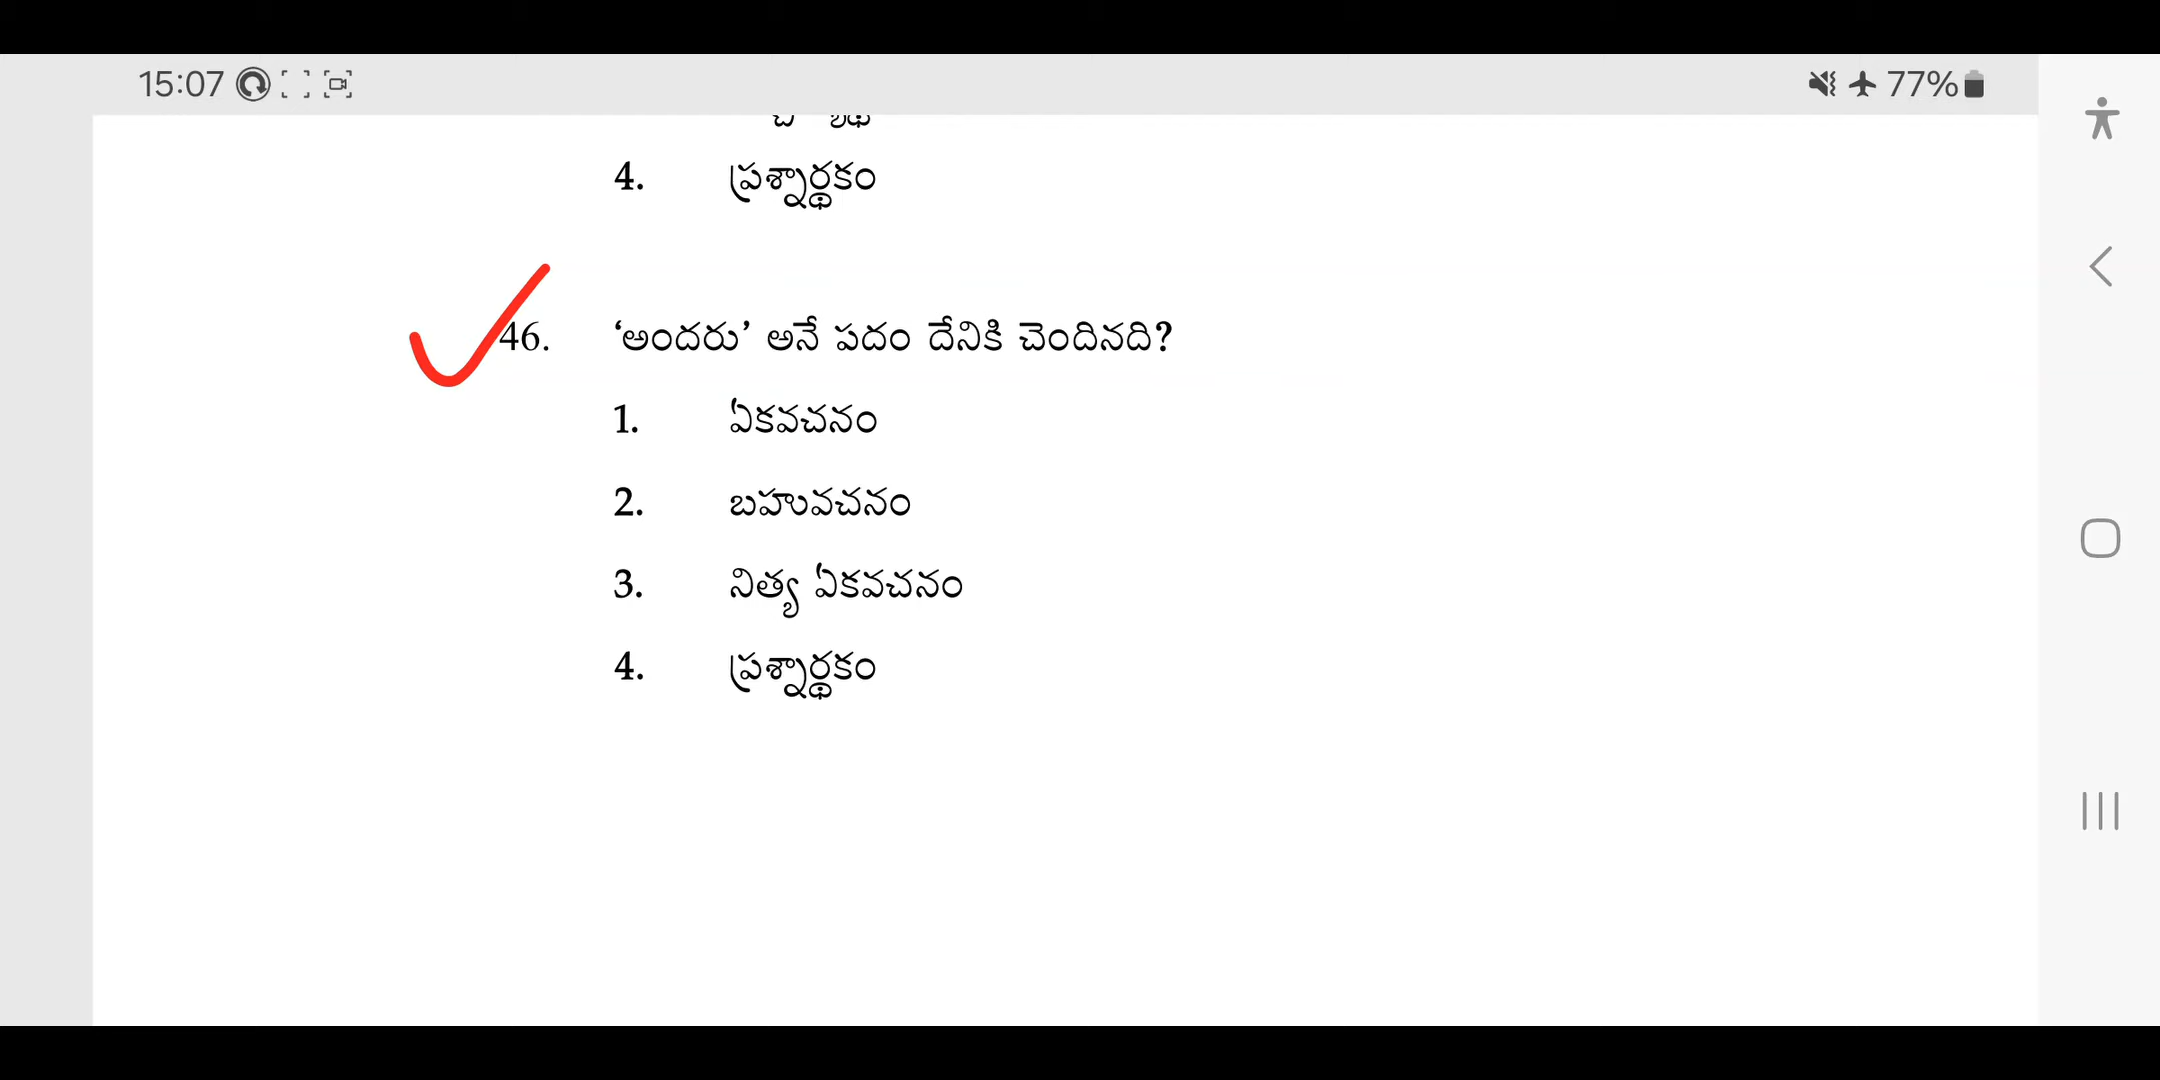 15:07 77%
4. ప్రశ్నార్థకం
46. ‘అందరు’ అనే పదం దేనికి చెందినది?
1. ఏకవచనం
2. బహువచనం
3. నిత్య ఏకవచనం
4. ప్రశ్నార్థకం